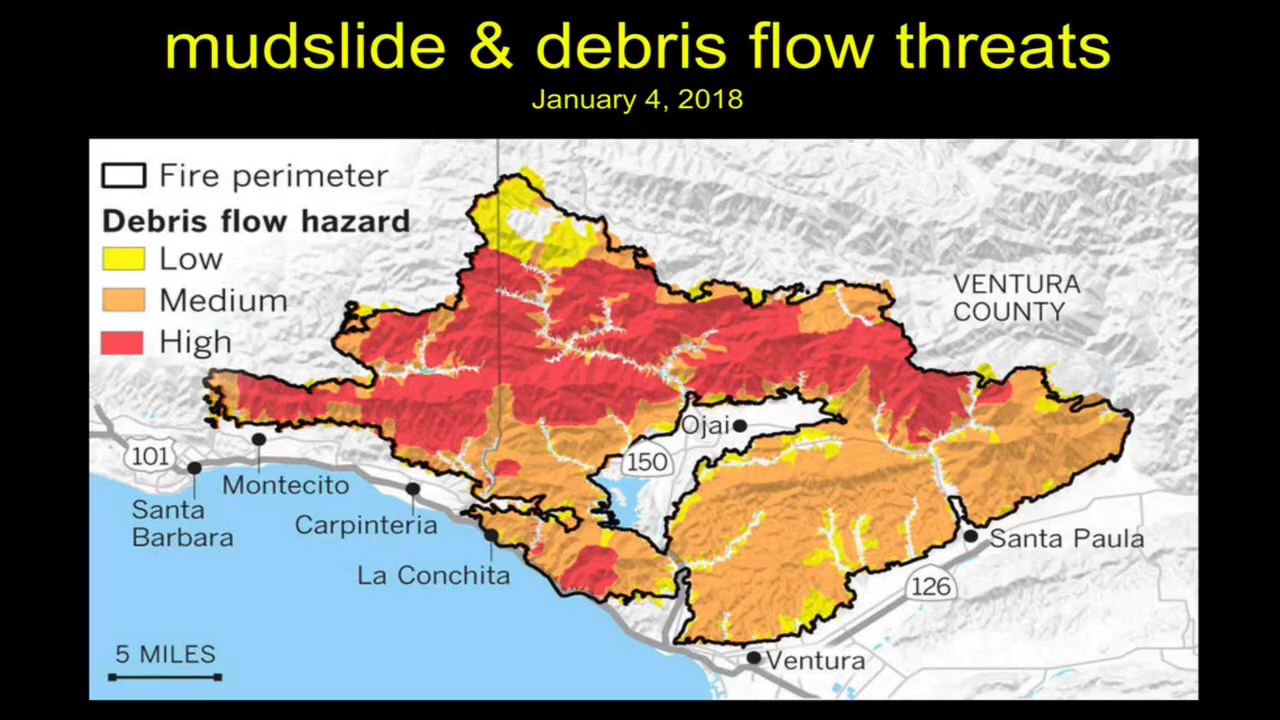 mudslide & debris flow threats
January 4, 2018
Fire perimeter
Debris flow hazard
Low
Medium
High
VENTURA
COUNTY
Ojai
150
101
Montecito
Santa
Barbara
Carpinteria
La Conchita
Santa Paula
126
5 MILES
Ventura